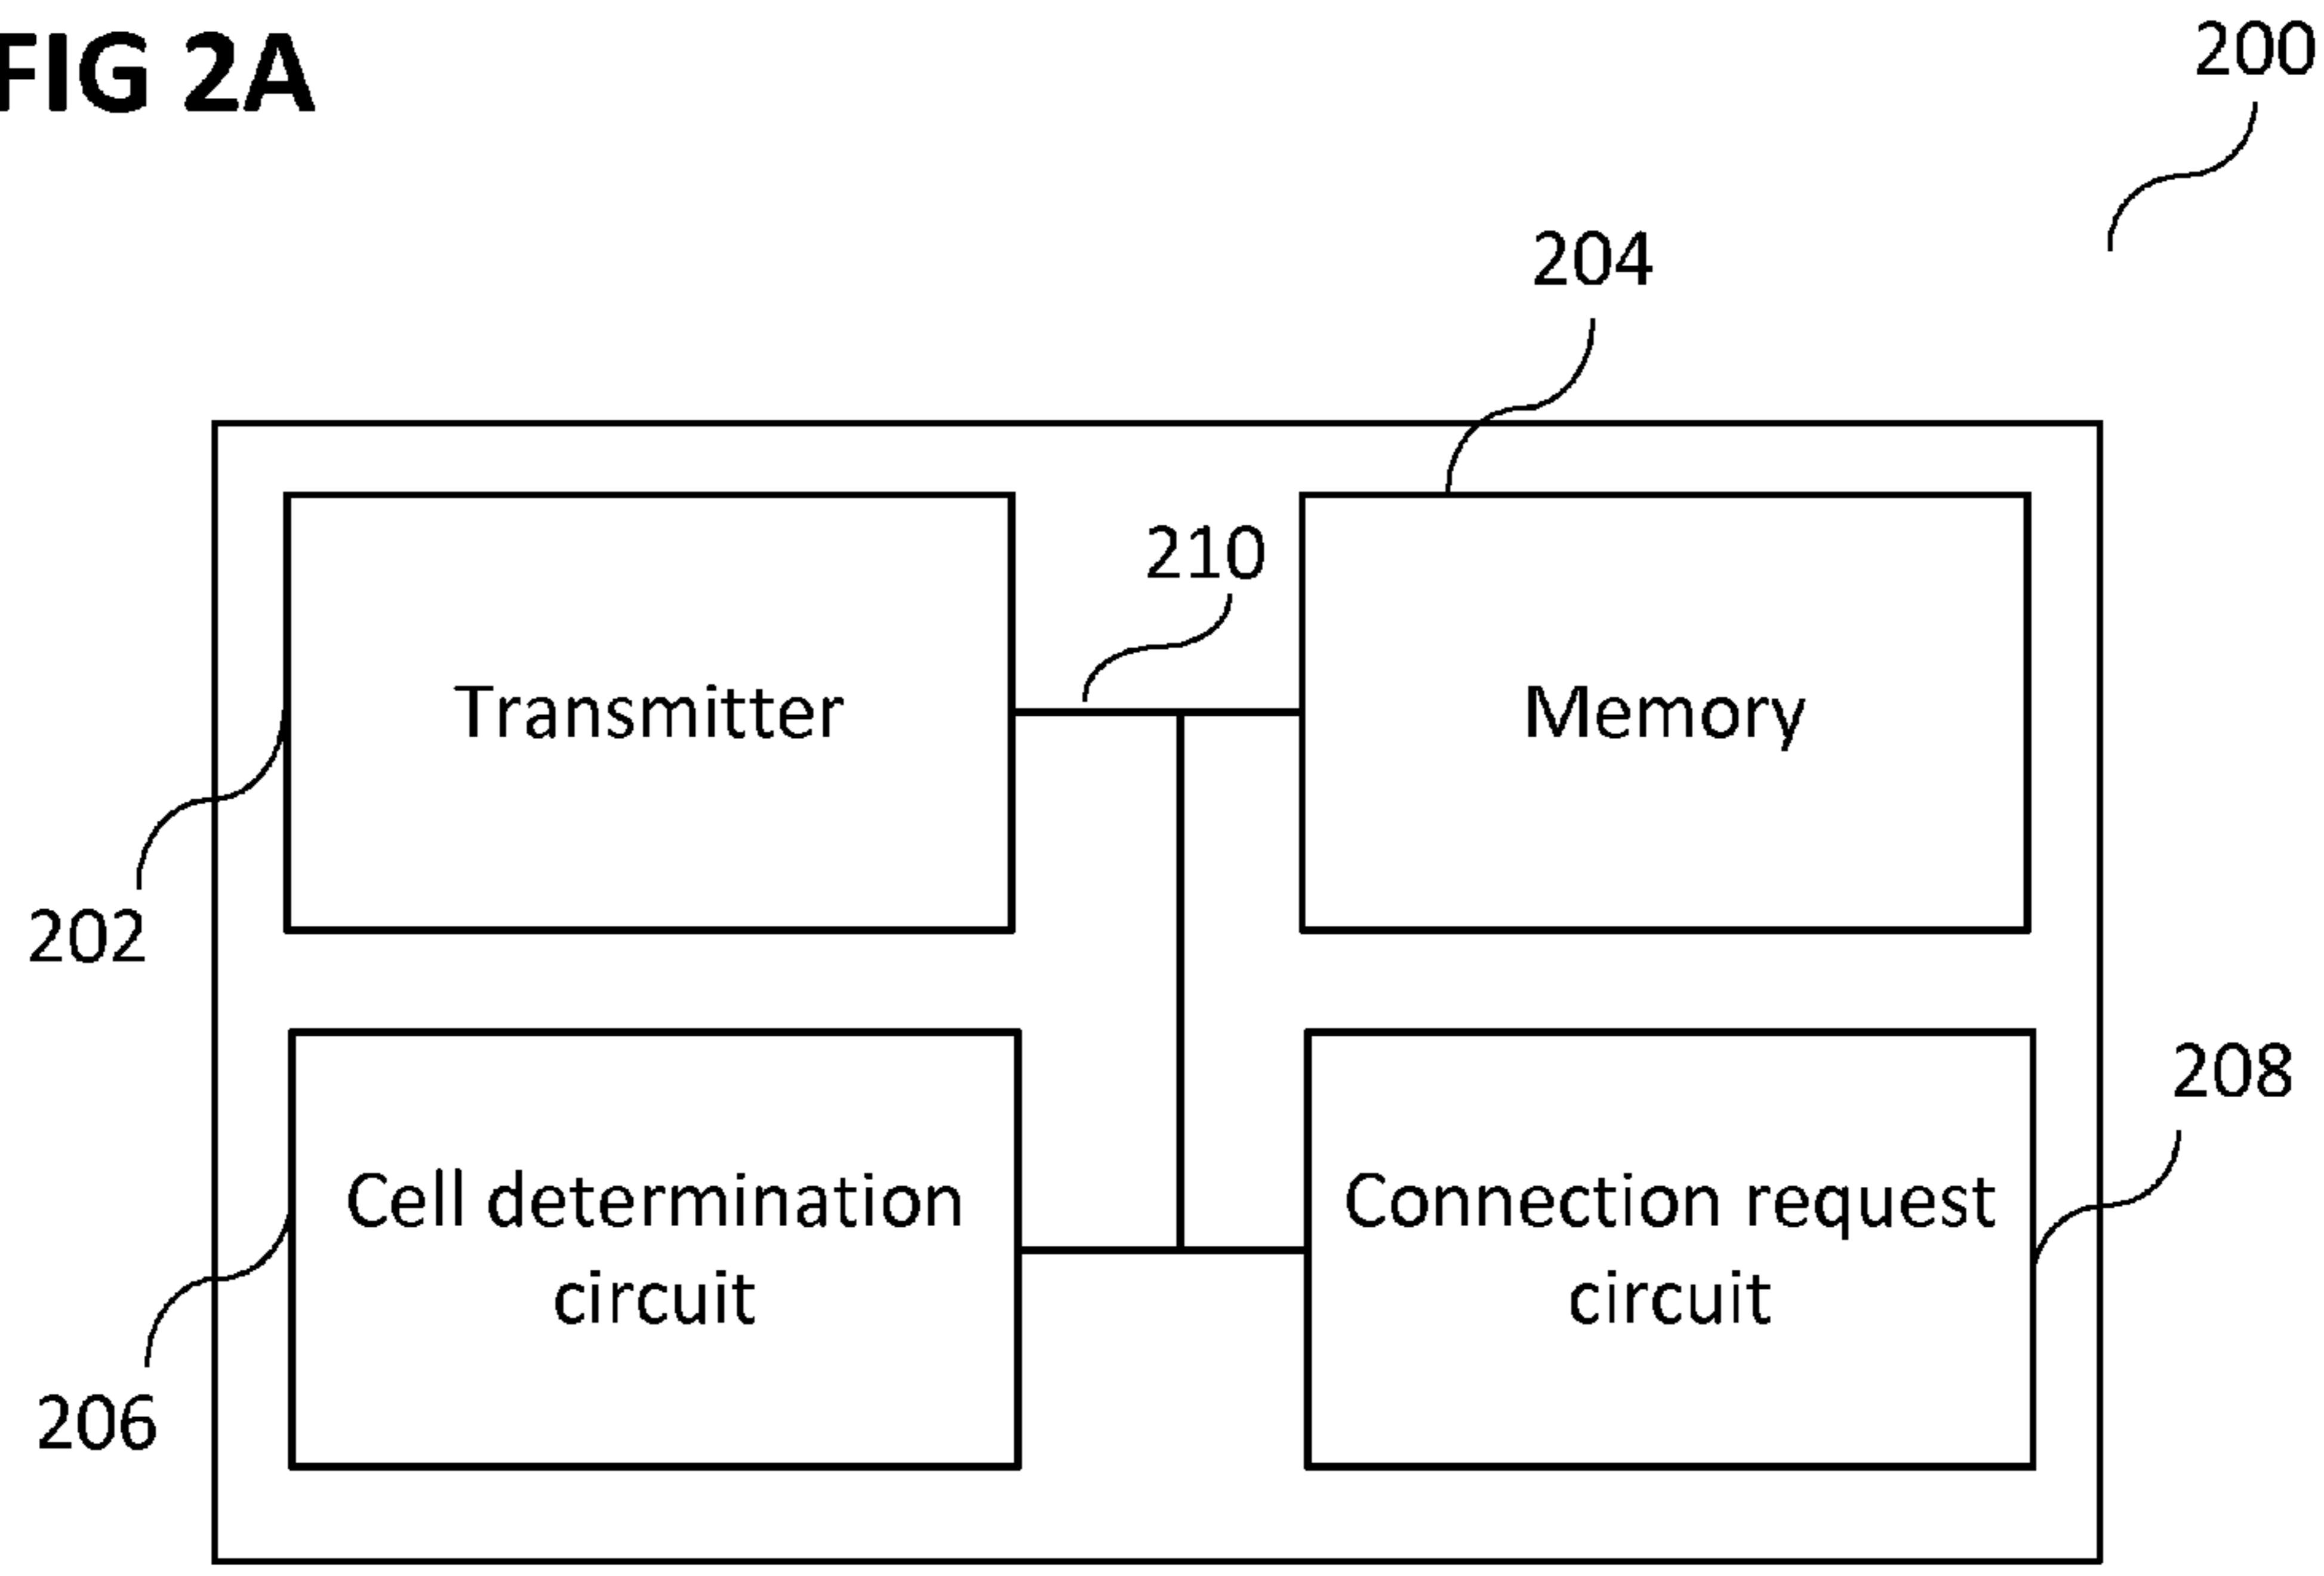 FIG 2A
200
204
210
Transmitter
Memory
202
208
Cell determination
circuit
Connection request
circuit
206